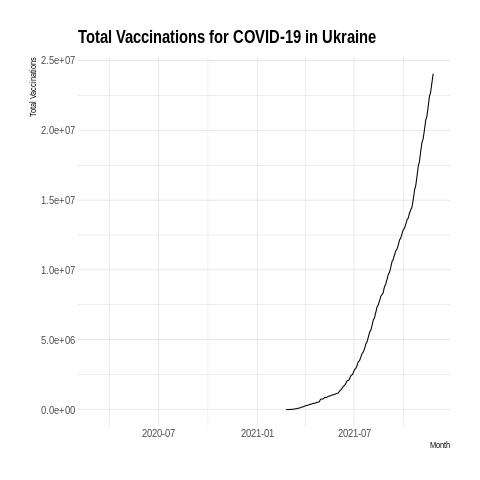 Total Vaccinations for COVID-19 in Ukraine
Total Vaccinations
2.5e+07
2.0e+07
1.5e+07
1.0e+07
5.0e+06
0.0e+00
2020-07 2021-01 2021-07
Month